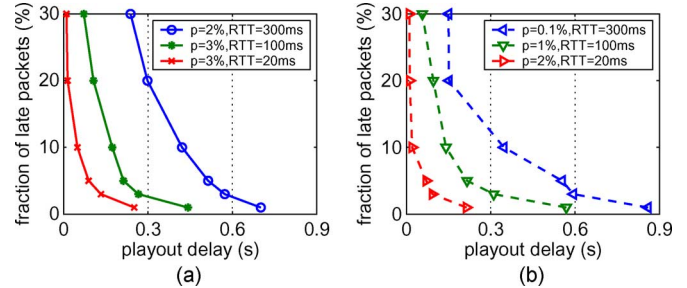 fraction of late packets (%)
30
20
10
0
p=2%,RTT=300ms
p=3%,RTT=100ms
p=3%,RTT=20ms
0 0.3 0.6 0.9
playout delay (s)
(a)
fraction of late packets (%)
30
20
10
0
p=0.1%,RTT=300ms
p=1%,RTT=100ms
p=2%,RTT=20ms
0 0.3 0.6 0.9
playout delay (s)
(b)